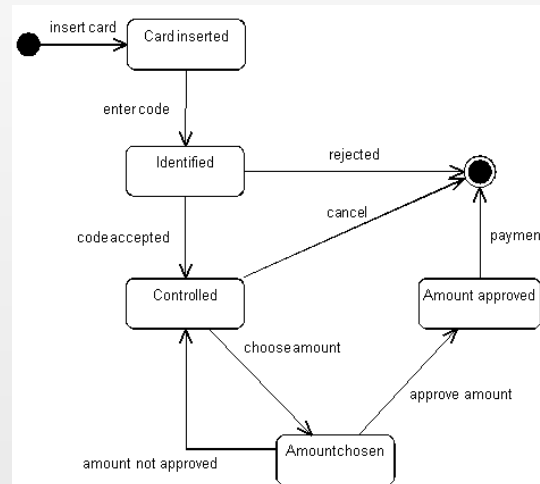 insert card
Card inserted
enter code
Identified
rejected
cancel
code accepted
paymen
Controlled
Amount approved
choose amount
approve amount
Amount chosen
amount not approved